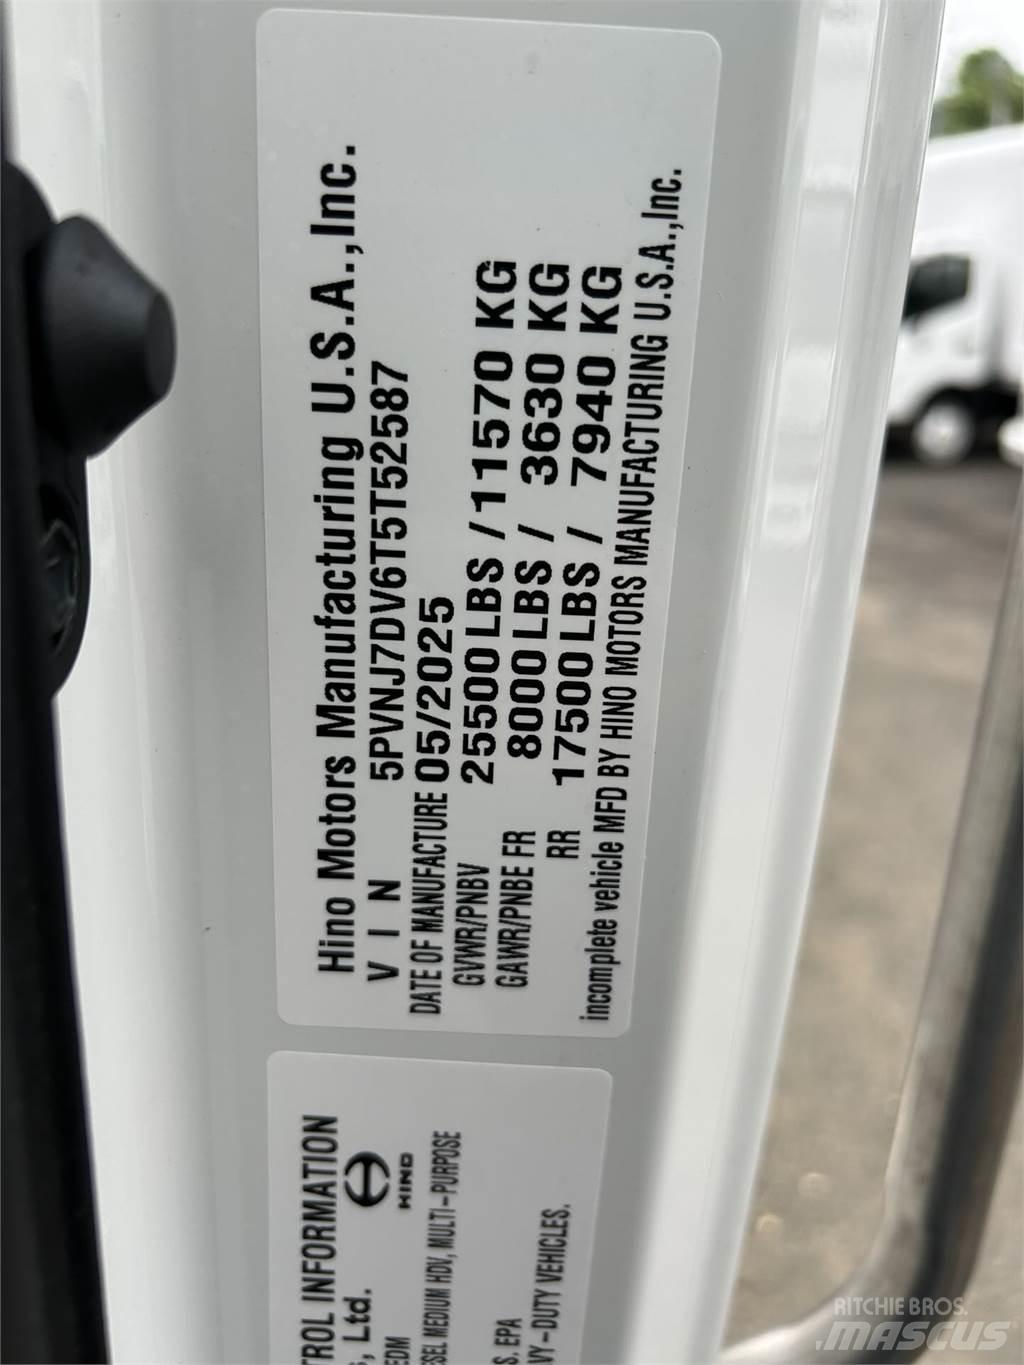 Hino Motors Manufacturing U.S.A.,Inc.
V I N 5PVNJ7DV6T5T52587
DATE OF MANUFACTURE 05/2025
GVWR/PNBV 25500 LBS / 11570 KG
GAWR/PNBE FR 8000 LBS / 3630 KG
RR 17500 LBS / 7940 KG
incomplete vehicle MFD BY HINO MOTORS MANUFACTURING U.S.A.,Inc.
TROL INFORMATION
, Ltd.
HINO
EDM
ESEL MEDIUM HDV, MULTI-PURPOSE
S. EPA
VY-DUTY VEHICLES.
RITCHIE BROS.
MASCUS